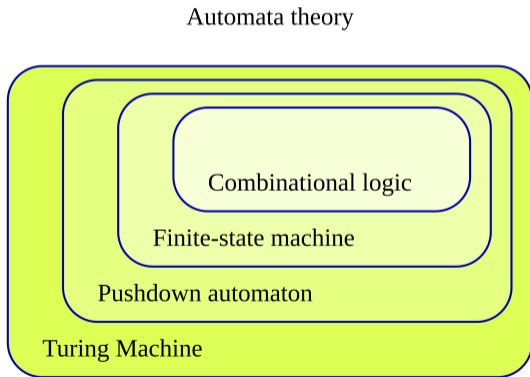 Automata theory
Combinational logic
Finite-state machine
Pushdown automaton
Turing Machine